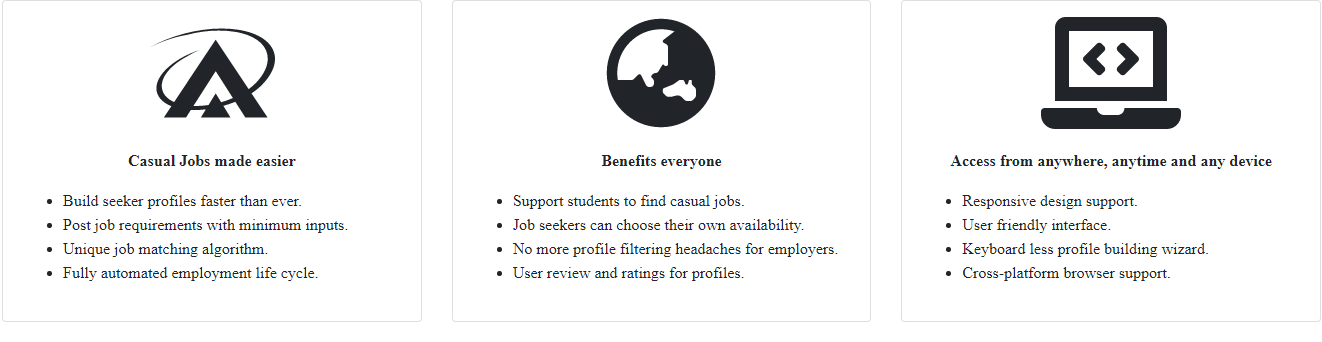 Casual Jobs made easier
Build seeker profiles faster than ever.
Post job requirements with minimum inputs.
Unique job matching algorithm.
Fully automated employment life cycle.
Benefits everyone
Support students to find casual jobs.
Job seekers can choose their own availability.
No more profile filtering headaches for employers.
User review and ratings for profiles.
Access from anywhere, anytime and any device
Responsive design support.
User friendly interface.
Keyboard less profile building wizard.
Cross-platform browser support.